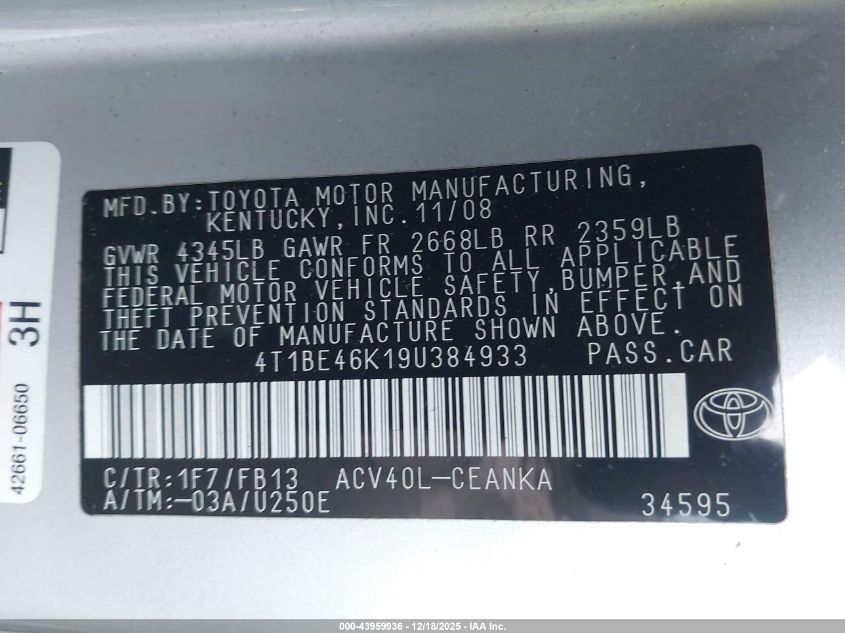 MFD.BY:TOYOTA MOTOR MANUFACTURING,
KENTUCKY,INC.11/08
GVWR 4345LB GAWR FR 2668LB RR 2359LB
THIS VEHICLE CONFORMS TO ALL APPLICABLE
FEDERAL MOTOR VEHICLE SAFETY,BUMPER,AND
THEFT PREVENTION STANDARDS IN EFFECT ON
THE DATE OF MANUFACTURE SHOWN ABOVE.
4T1BE46K19U384933 PASS.CAR
C/TR:1F7/FB13 ACV40L-CEANKA
A/TM:-03A/U250E 34595
3H
42661-06650
000-43959936 - 12/18/2025 - IAA Inc.